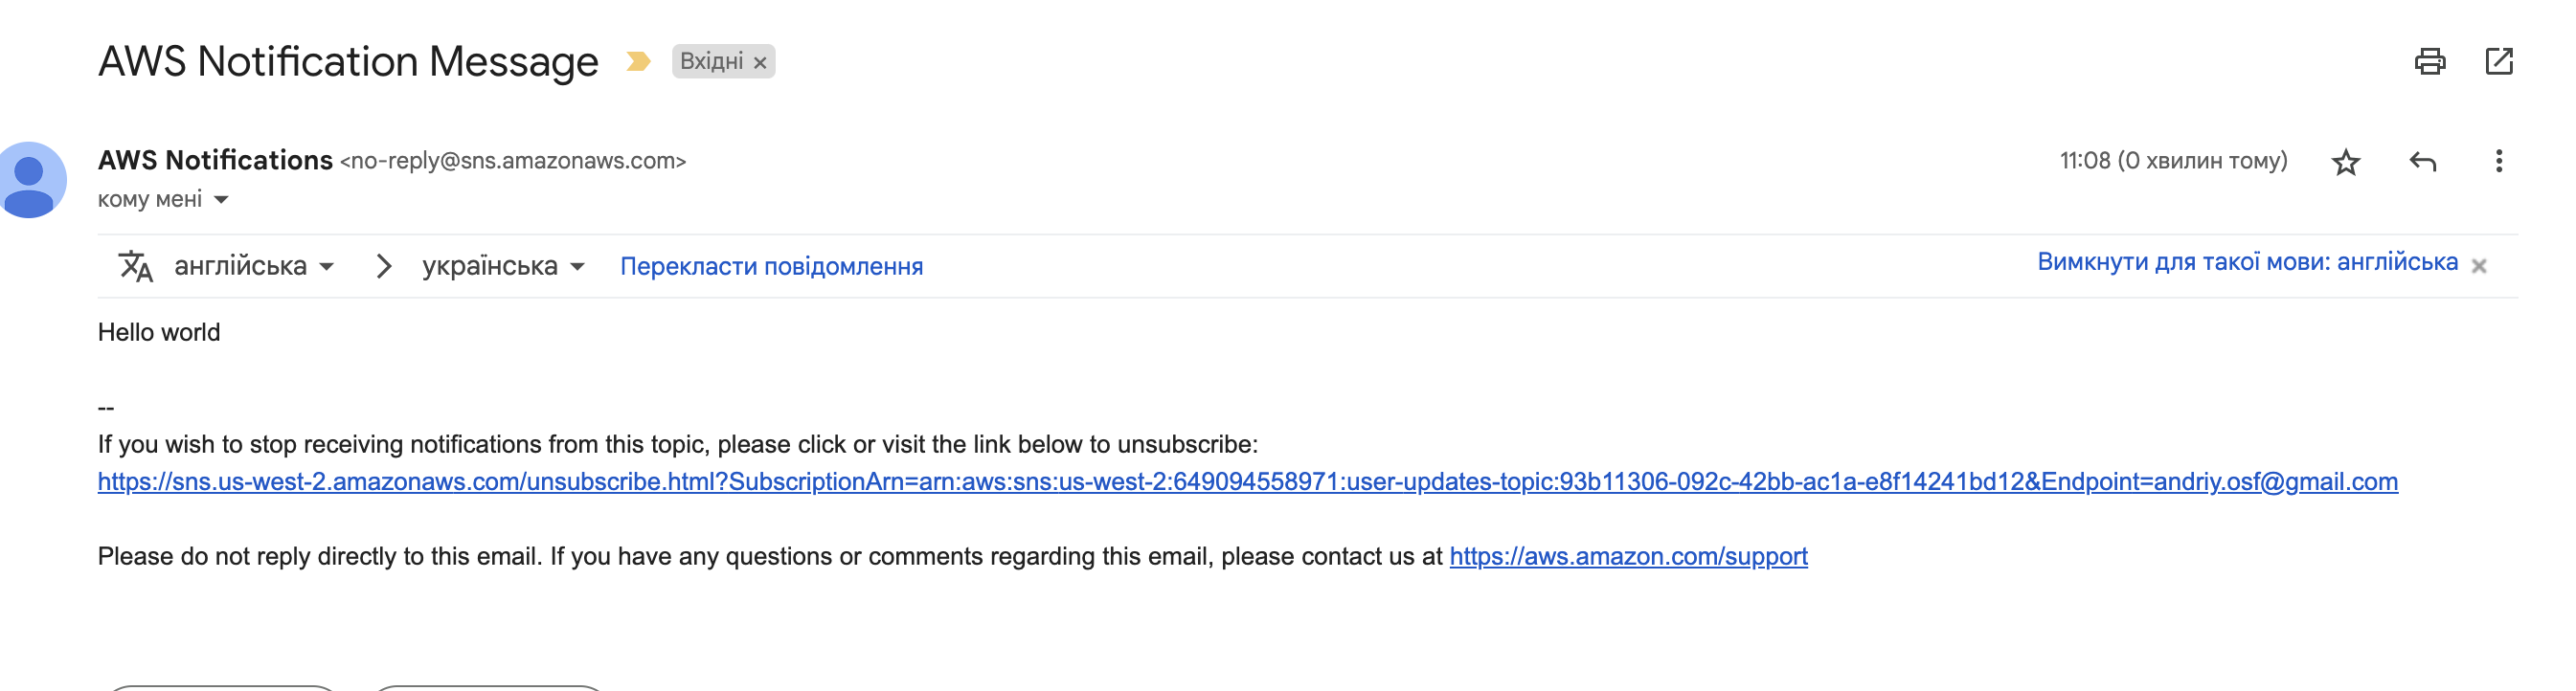 AWS Notification Message
Вхідні ×
AWS Notifications <no-reply@sns.amazonaws.com>
11:08 (0 хвилин тому)
кому мені
англійська > українська Перекласти повідомлення
Вимкнути для такої мови: англійська ×
Hello world
--
If you wish to stop receiving notifications from this topic, please click or visit the link below to unsubscribe:
https://sns.us-west-2.amazonaws.com/unsubscribe.html?SubscriptionArn=arn:aws:sns:us-west-2:649094558971:user-updates-topic:93b11306-092c-42bb-ac1a-e8f14241bd12&Endpoint=andriy.osf@gmail.com
Please do not reply directly to this email. If you have any questions or comments regarding this email, please contact us at https://aws.amazon.com/support